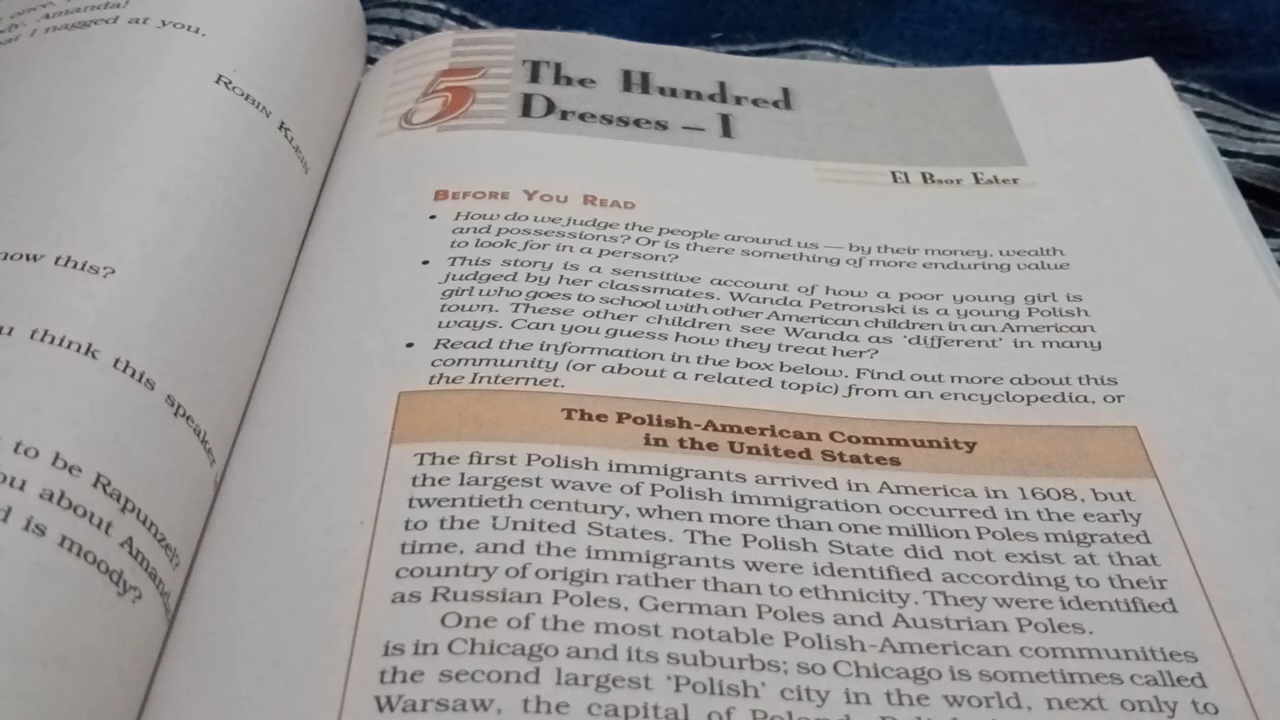 once,
y, Amanda!
I nagged at you.
ROBIN KLEIN
now this?
u think this speaker
to be Rapunzel?
ou about Amanda
d is moody?
5
The Hundred
Dresses – I
El Bsor Ester
BEFORE YOU READ
• How do we judge the people around us — by their money, wealth
and possessions? Or is there something of more enduring value
to look for in a person?
• This story is a sensitive account of how a poor young girl is
judged by her classmates. Wanda Petronski is a young Polish
girl who goes to school with other American children in an American
town. These other children see Wanda as ‘different’ in many
ways. Can you guess how they treat her?
• Read the information in the box below. Find out more about this
community (or about a related topic) from an encyclopedia, or
the Internet.
The Polish-American Community
in the United States
The first Polish immigrants arrived in America in 1608, but
the largest wave of Polish immigration occurred in the early
twentieth century, when more than one million Poles migrated
to the United States. The Polish State did not exist at that
time, and the immigrants were identified according to their
country of origin rather than to ethnicity. They were identified
as Russian Poles, German Poles and Austrian Poles.
One of the most notable Polish-American communities
is in Chicago and its suburbs; so Chicago is sometimes called
the second largest ‘Polish’ city in the world, next only to
Warsaw, the capital of Poland.